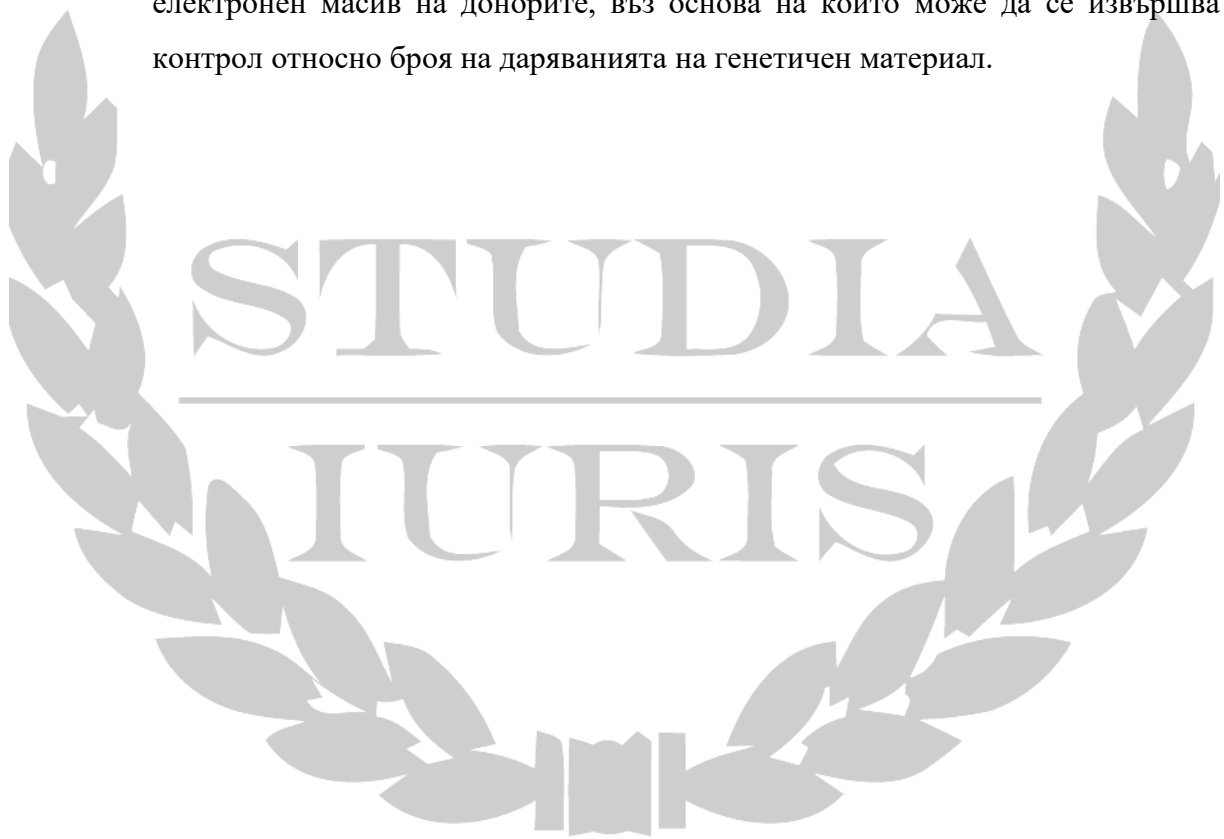 електронен масив на донорите, въз основа на който може да се извършва
контрол относно броя на даряванията на генетичен материал.
STUDIA
IURIS